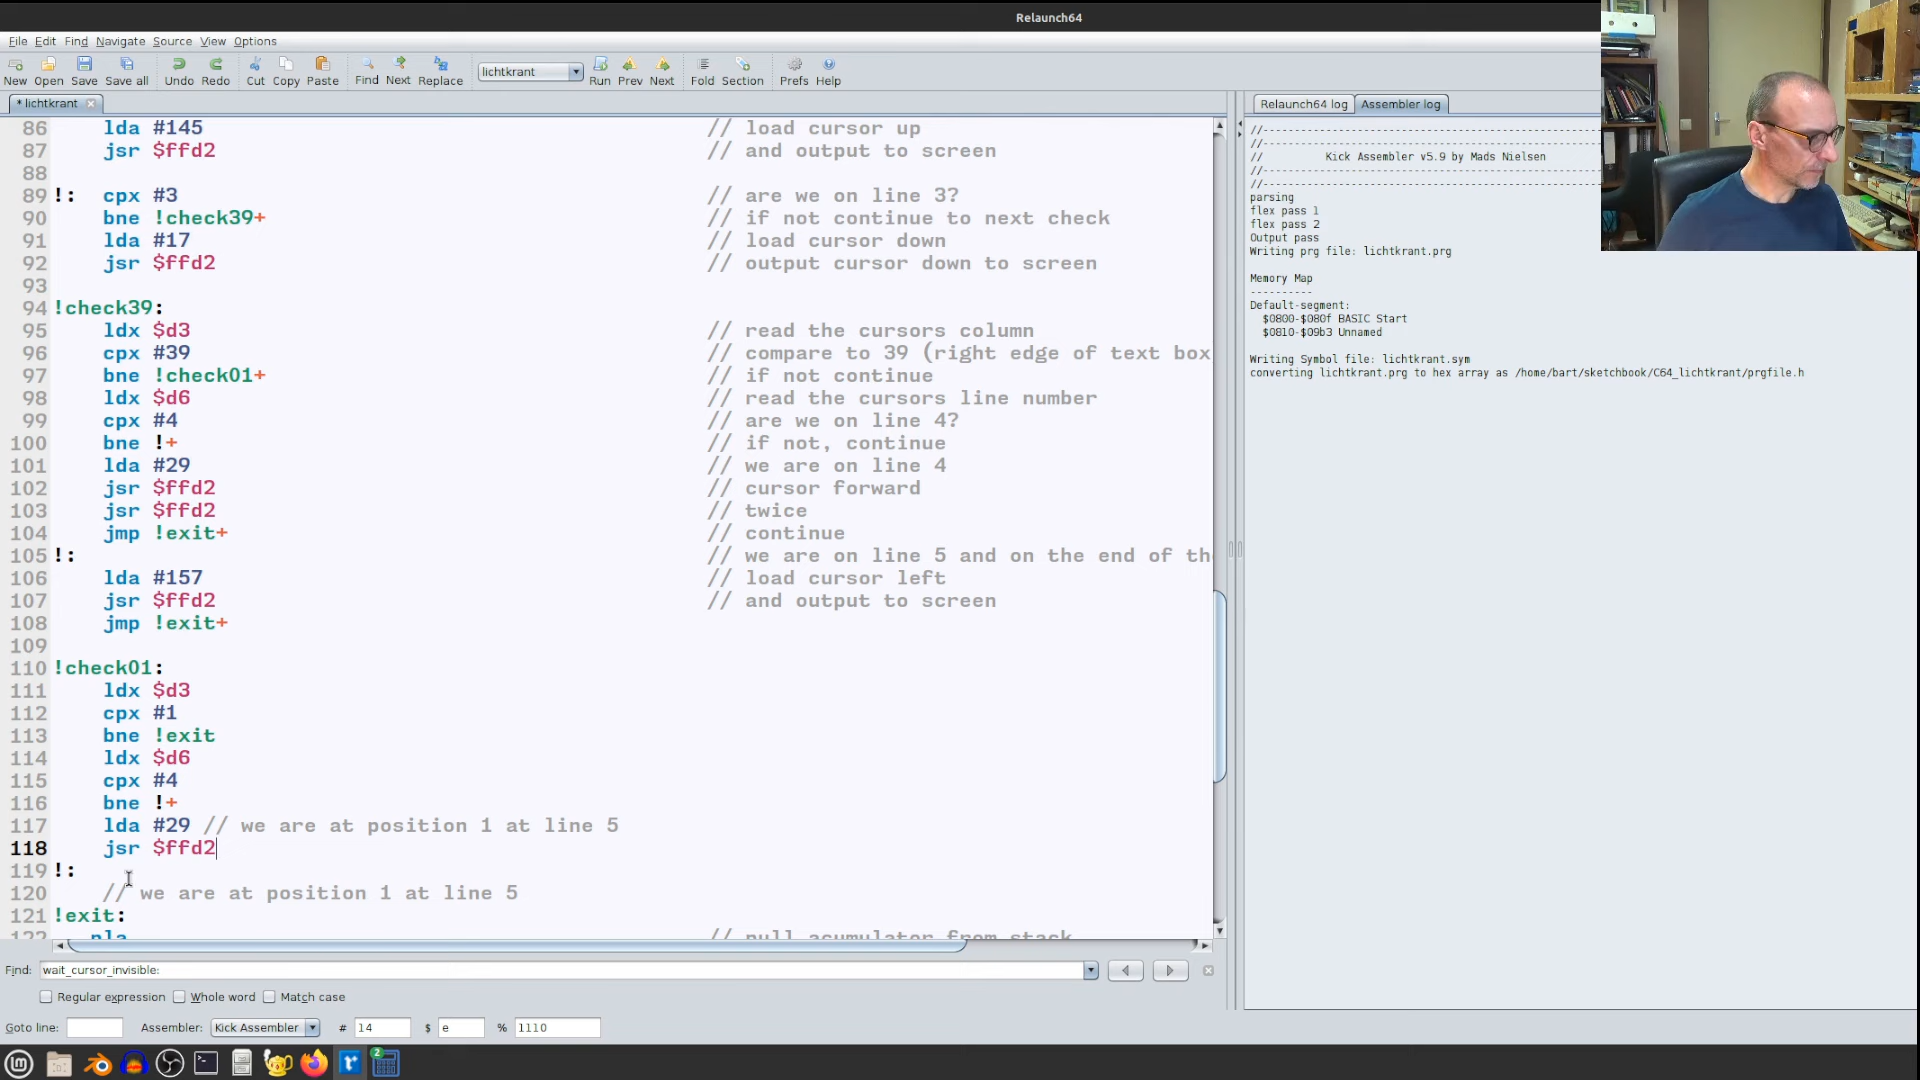 Relaunch64
File Edit Find Navigate Source View Options
New Open Save Save all Undo Redo Cut Copy Paste Find Next Replace lichtkrant Run Prev Next Fold Section Prefs Help
* lichtkrant
Relaunch64 log Assembler log
86 lda #145 // load cursor up
87 jsr $ffd2 // and output to screen
88
89 !: cpx #3 // are we on line 3?
90 bne !check39+ // if not continue to next check
91 lda #17 // load cursor down
92 jsr $ffd2 // output cursor down to screen
93
94 !check39:
95 ldx $d3 // read the cursors column
96 cpx #39 // compare to 39 (right edge of text box
97 bne !check01+ // if not continue
98 ldx $d6 // read the cursors line number
99 cpx #4 // are we on line 4?
100 bne !+ // if not, continue
101 lda #29 // we are on line 4
102 jsr $ffd2 // cursor forward
103 jsr $ffd2 // twice
104 jmp !exit+ // continue
105 !: // we are on line 5 and on the end of th
106 lda #157 // load cursor left
107 jsr $ffd2 // and output to screen
108 jmp !exit+
109
110 !check01:
111 ldx $d3
112 cpx #1
113 bne !exit
114 ldx $d6
115 cpx #4
116 bne !+
117 lda #29 // we are at position 1 at line 5
118 jsr $ffd2
119 !:
120 // we are at position 1 at line 5
121 !exit:
122 pla // pull acumulator from stack
//------------------------------------------------------
//------------------------------------------------------
// Kick Assembler v5.9 by Mads Nielsen
//------------------------------------------------------
//------------------------------------------------------
parsing
flex pass 1
flex pass 2
Output pass
Writing prg file: lichtkrant.prg
Memory Map
----------
Default-segment:
$0800-$080f BASIC Start
$0810-$09b3 Unnamed
Writing Symbol file: lichtkrant.sym
converting lichtkrant.prg to hex array as /home/bart/sketchbook/C64_lichtkrant/prgfile.h
Find: wait_cursor_invisible:
Regular expression Whole word Match case
Goto line: Assembler: Kick Assembler # 14 $ e % 1110
2